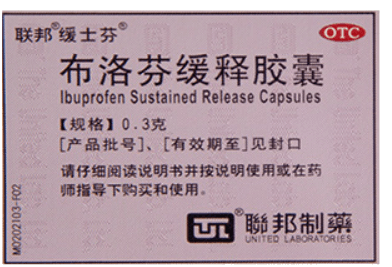 联邦®缓士芬®
OTC
布洛芬缓释胶囊
Ibuprofen Sustained Release Capsules
【规格】0.3克
[产品批号]、[有效期至]见封口
请仔细阅读说明书并按说明使用或在药
师指导下购买和使用。
M0202103-F02
®聯邦制藥
UNITED LABORATORIES